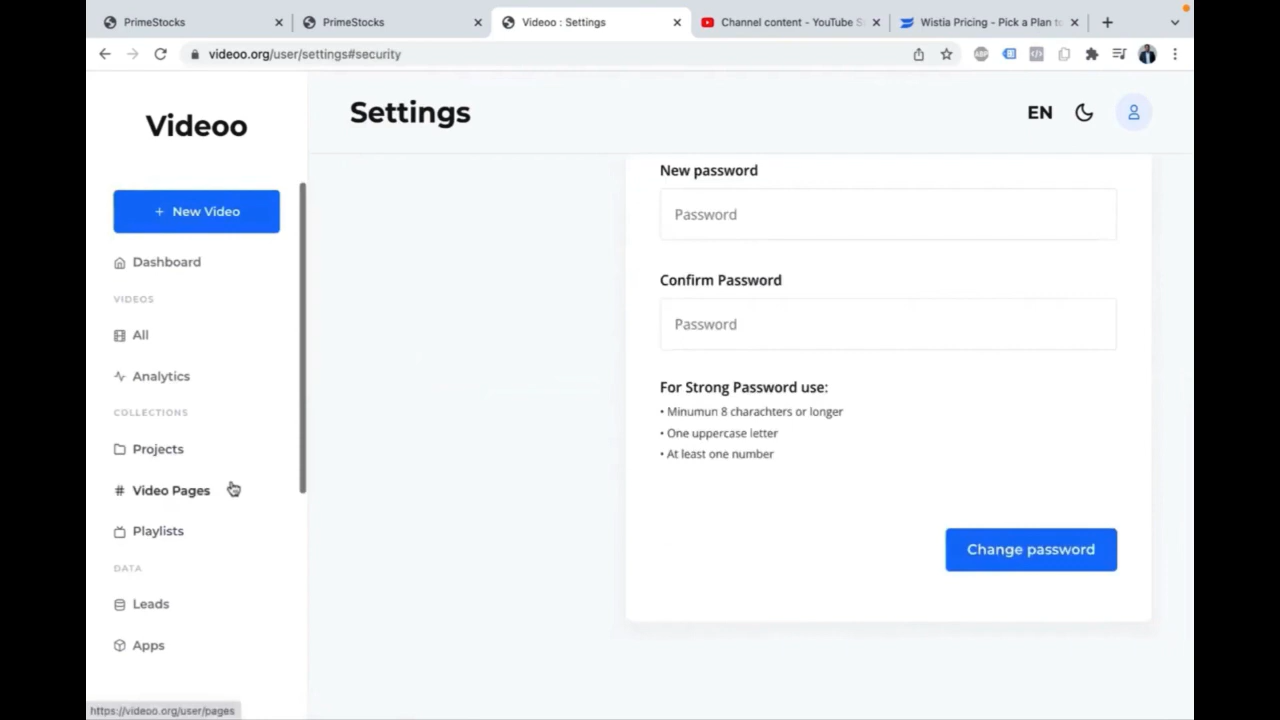 PrimeStocks
PrimeStocks
Videoo : Settings
Channel content - YouTube S
Wistia Pricing - Pick a Plan to
videoo.org/user/settings#security
Videoo
Settings
EN
+ New Video
Dashboard
VIDEOS
All
Analytics
COLLECTIONS
Projects
# Video Pages
Playlists
DATA
Leads
Apps
New password
Password
Confirm Password
Password
For Strong Password use:
• Minumun 8 charachters or longer
• One uppercase letter
• At least one number
Change password
https://videoo.org/user/pages